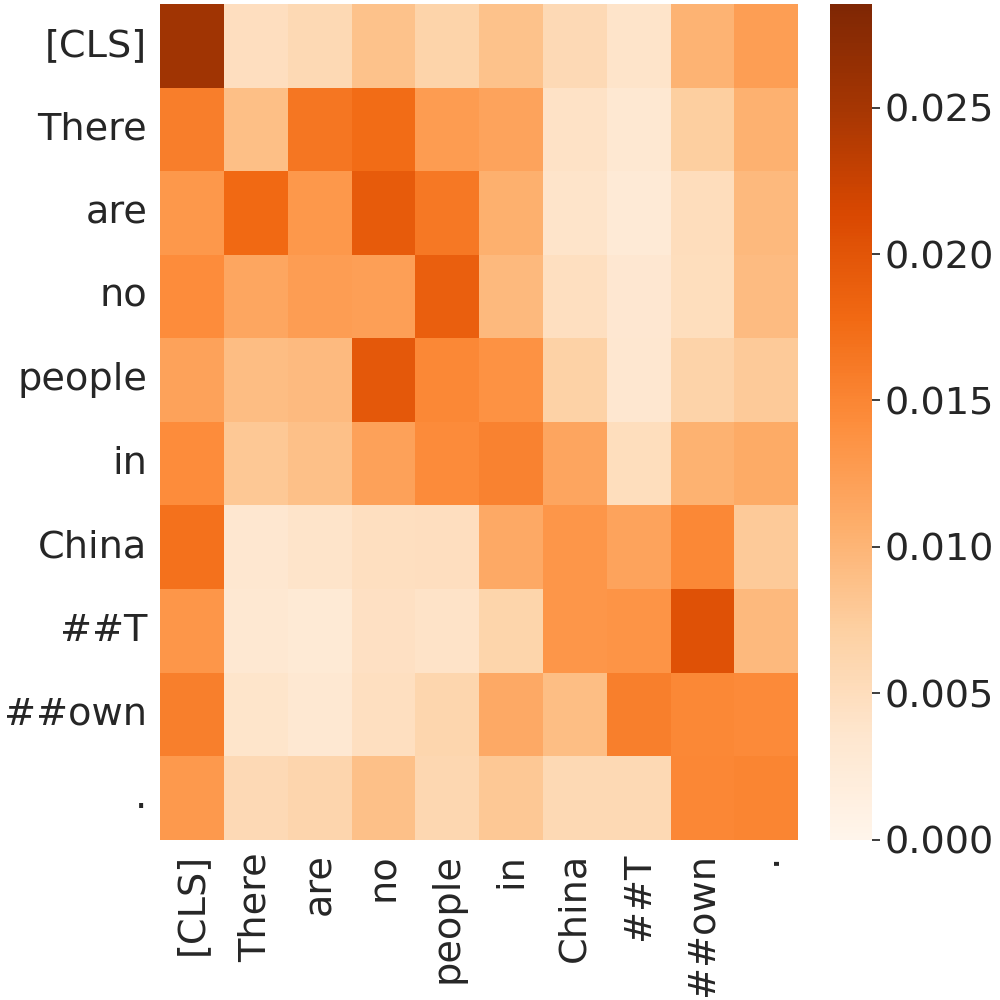 [CLS]
There
are
no
people
in
China
##T
##own
.
[CLS] There are no people in China ##T ##own .
0.025
0.020
0.015
0.010
0.005
0.000